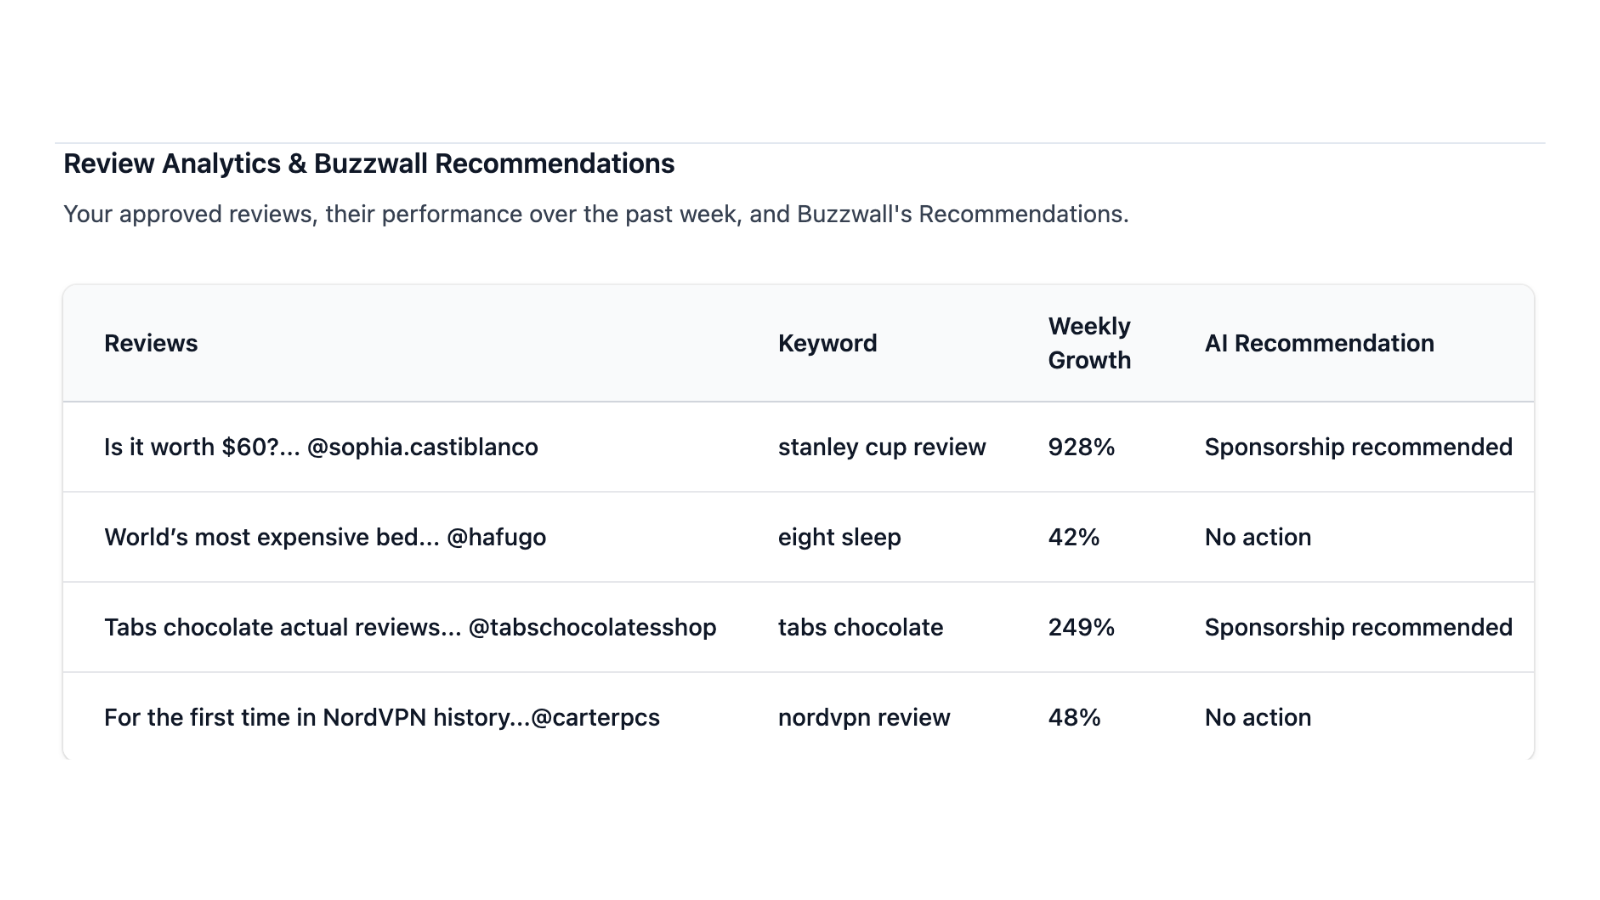 Review Analytics & Buzzwall Recommendations
Your approved reviews, their performance over the past week, and Buzzwall's Recommendations.
Reviews Keyword Weekly Growth AI Recommendation
Is it worth $60?... @sophia.castiblanco stanley cup review 928% Sponsorship recommended
World’s most expensive bed... @hafugo eight sleep 42% No action
Tabs chocolate actual reviews... @tabschocolatesshop tabs chocolate 249% Sponsorship recommended
For the first time in NordVPN history...@carterpcs nordvpn review 48% No action